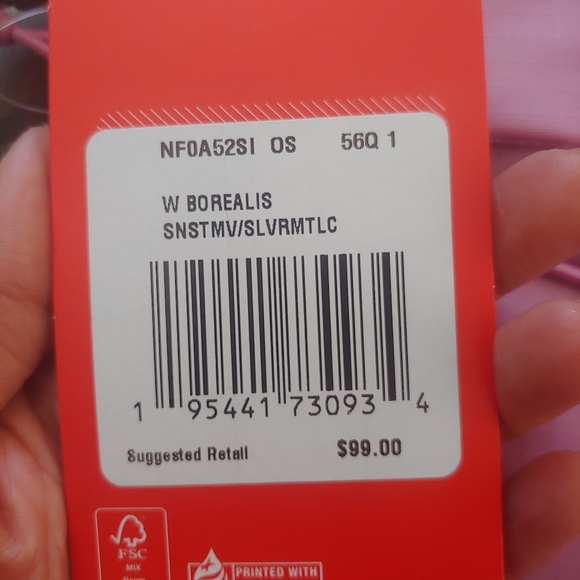 NF0A52SI OS 56Q 1
W BOREALIS
SNSTMV/SLVRMTLC
1 95441 73093 4
Suggested Retail $99.00
FSC
MIX
PRINTED WITH